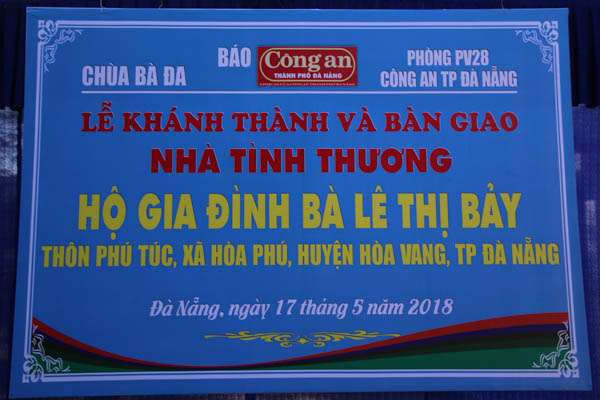 CHÙA BÀ ĐA
BÁO
Công an
THÀNH PHỐ ĐÀ NẴNG
PHÒNG PV28
CÔNG AN TP ĐÀ NẴNG
LỄ KHÁNH THÀNH VÀ BÀN GIAO
NHÀ TÌNH THƯƠNG
HỘ GIA ĐÌNH BÀ LÊ THỊ BẢY
THÔN PHÚ TÚC, XÃ HÒA PHÚ, HUYỆN HÒA VANG, TP ĐÀ NẴNG
Đà Nẵng, ngày 17 tháng 5 năm 2018